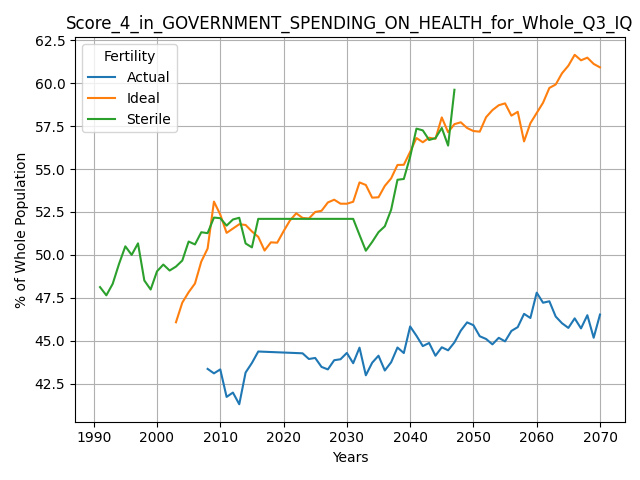 Score_4_in_GOVERNMENT_SPENDING_ON_HEALTH_for_Whole_Q3_IQ
Fertility
Actual
Ideal
Sterile
% of Whole Population
62.5
60.0
57.5
55.0
52.5
50.0
47.5
45.0
42.5
1990 2000 2010 2020 2030 2040 2050 2060 2070
Years